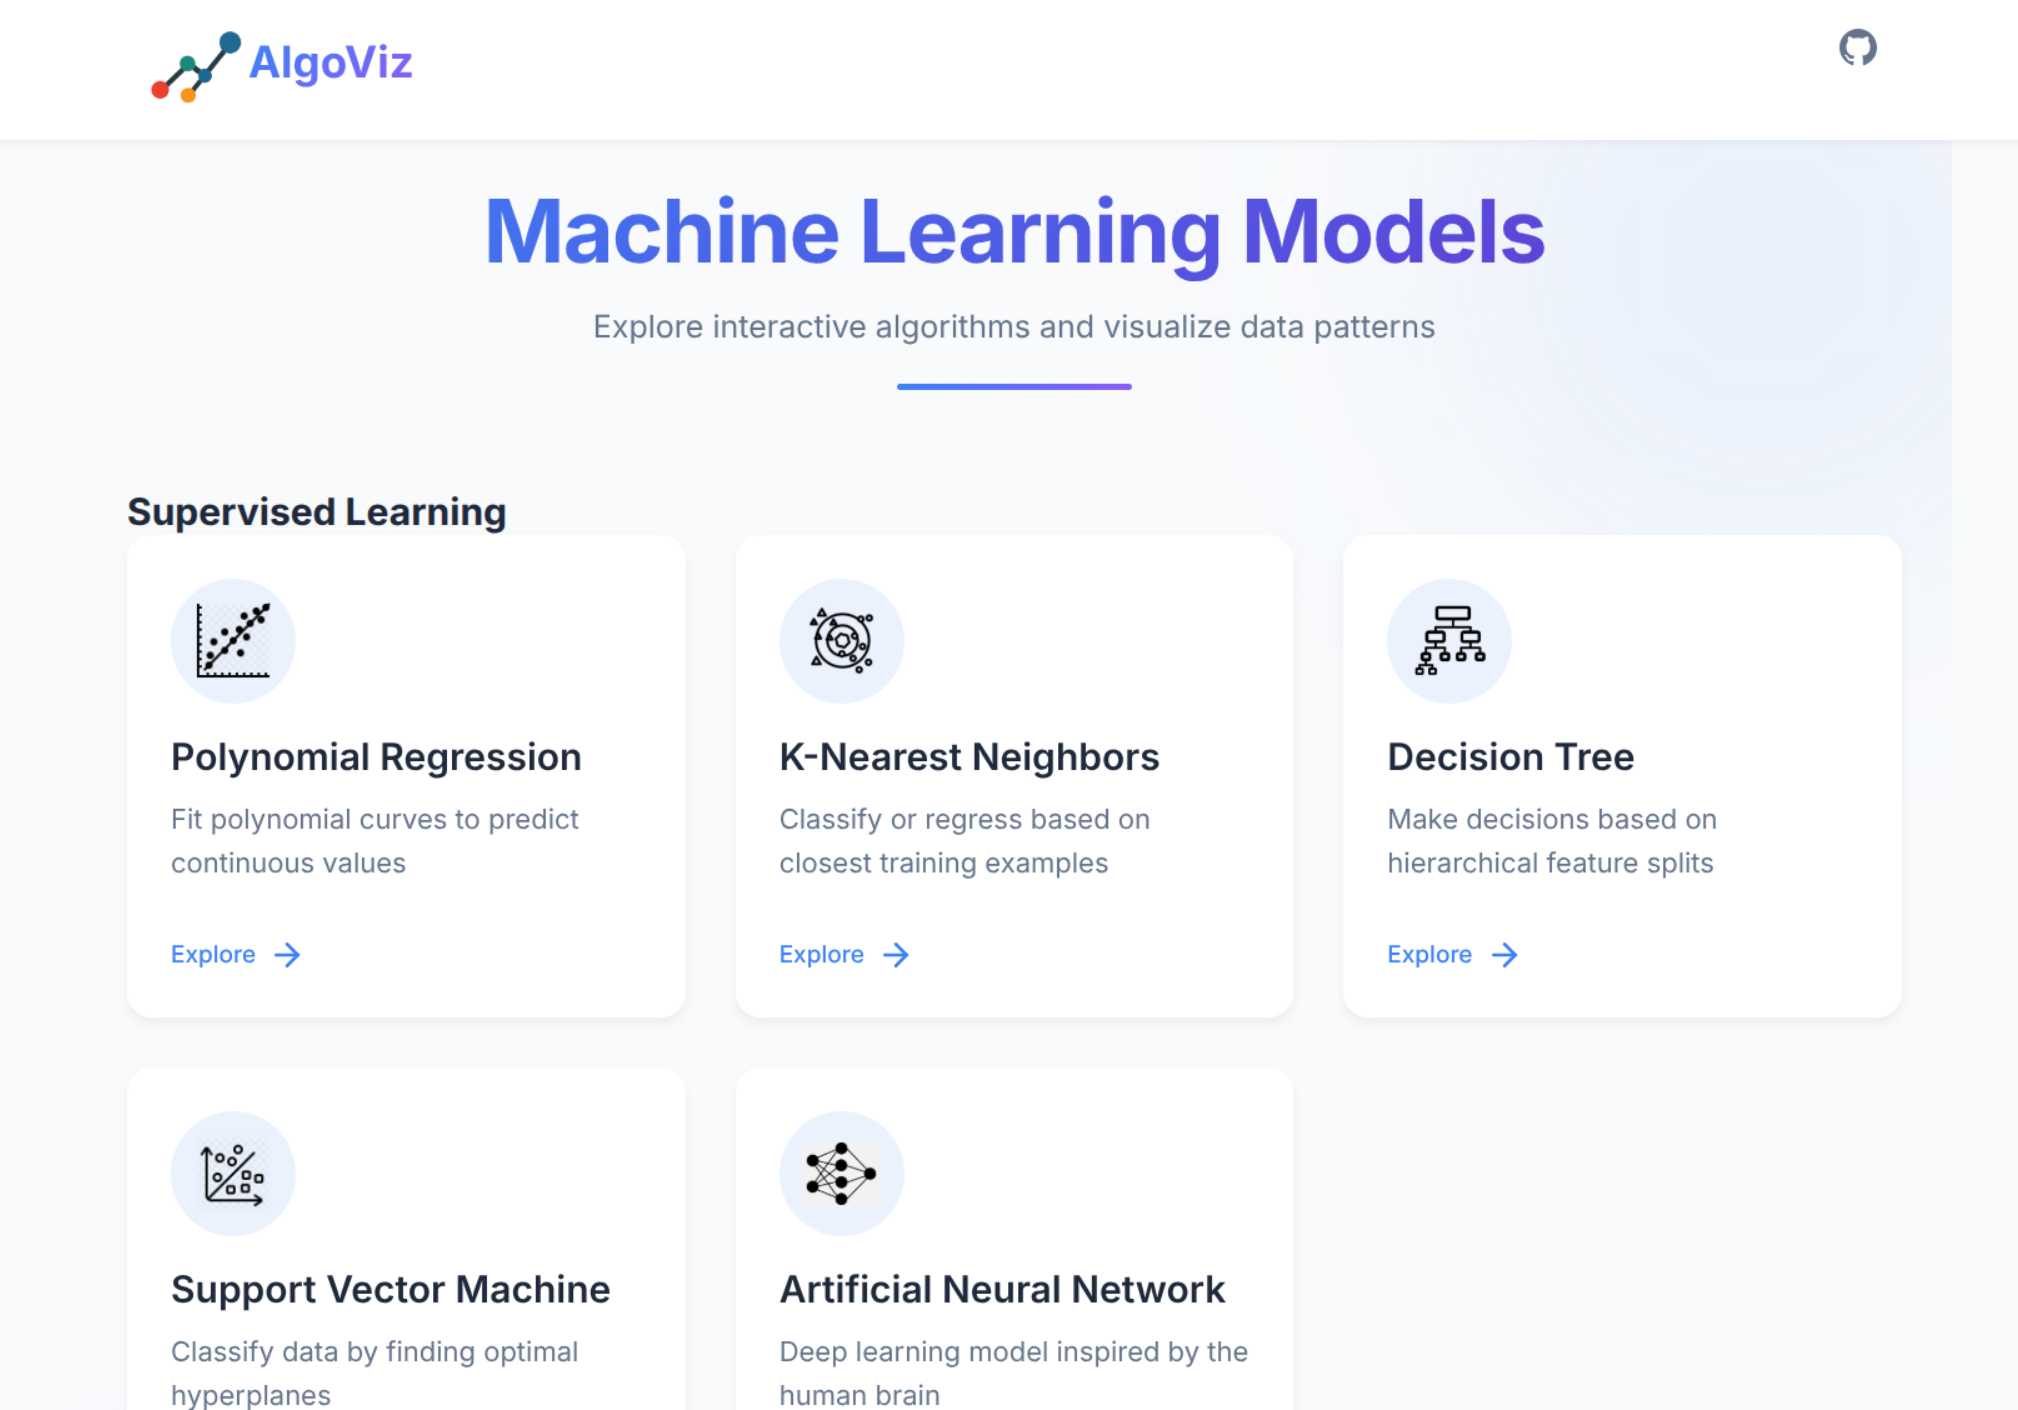 AlgoViz
Machine Learning Models
Explore interactive algorithms and visualize data patterns
Supervised Learning
Polynomial Regression
Fit polynomial curves to predict
continuous values
Explore
K-Nearest Neighbors
Classify or regress based on
closest training examples
Explore
Decision Tree
Make decisions based on
hierarchical feature splits
Explore
Support Vector Machine
Classify data by finding optimal
hyperplanes
Artificial Neural Network
Deep learning model inspired by the
human brain